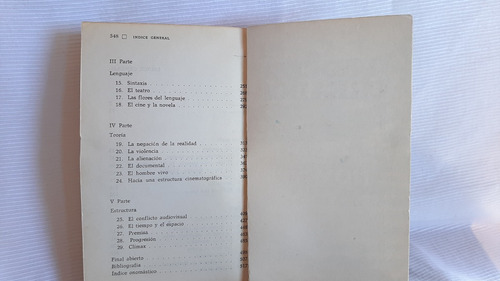 546 □ INDICE GENERAL
III Parte
Lenguaje
15. Sintaxis
16. El teatro
17. Las flores del lenguaje
18. El cine y la novela
IV Parte
Teoría
19. La negación de la realidad
20. La violencia
21. La alienación
22. El documental
23. El hombre vivo
24. Hacia una estructura cinematográfica
V Parte
Estructura
25. El conflicto audiovisual
26. El tiempo y el espacio
27. Premisa
28. Progresión
29. Clímax
Final abierto
Bibliografía
Indice onomástico